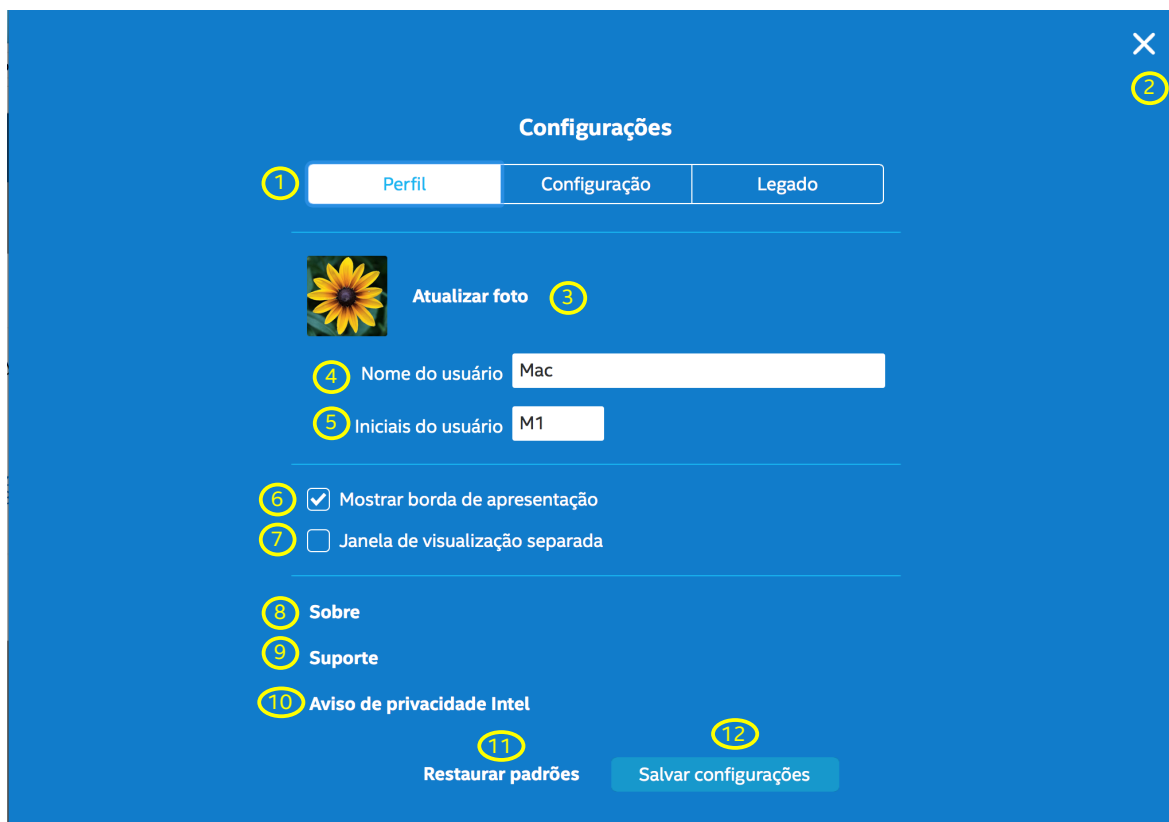 2
Configurações
1 Perfil Configuração Legado
Atualizar foto 3
4 Nome do usuário Mac
5 Iniciais do usuário M1
6 Mostrar borda de apresentação
7 Janela de visualização separada
8 Sobre
9 Suporte
10 Aviso de privacidade Intel
11 12
Restaurar padrões Salvar configurações